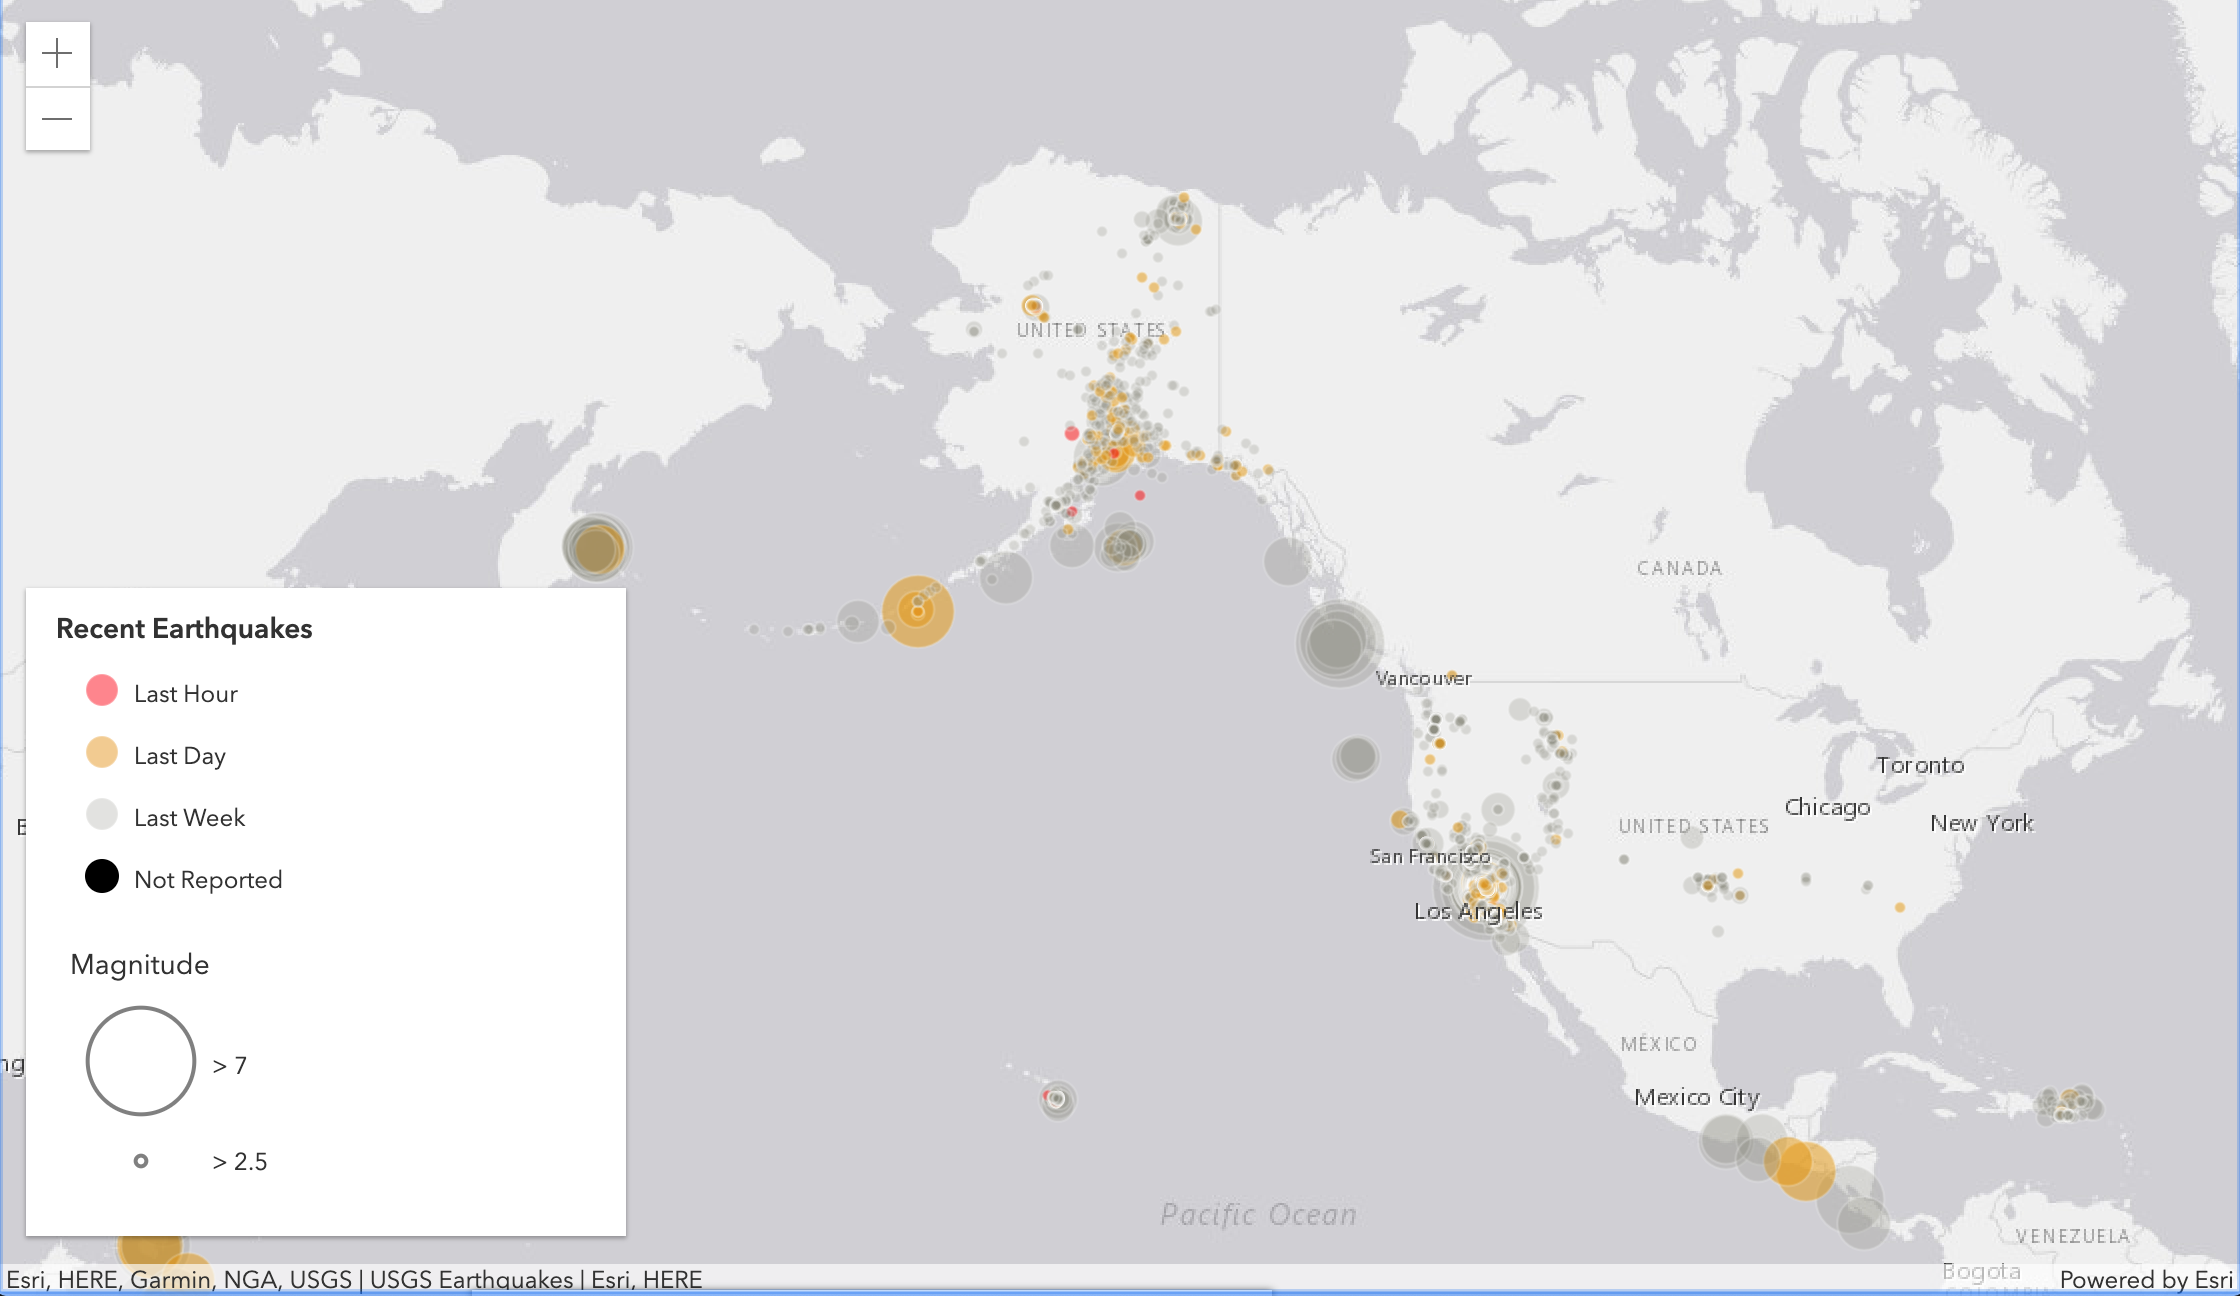 UNITED STATES
CANADA
Vancouver
Toronto
Chicago
New York
UNITED STATES
San Francisco
Los Angeles
MÉXICO
Mexico City
Pacific Ocean
VENEZUELA
Bogota
Recent Earthquakes
Last Hour
Last Day
Last Week
Not Reported
Magnitude
> 7
> 2.5
Esri, HERE, Garmin, NGA, USGS | USGS Earthquakes | Esri, HERE
Powered by Esri